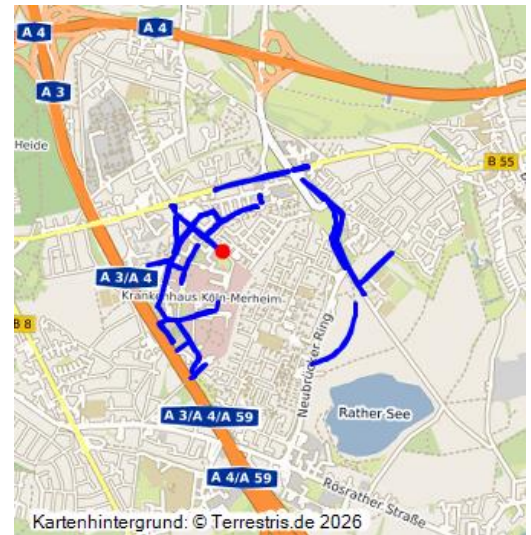 A 4
A 4
A 3
Heide
B 55
A 3/A 4
Krankenhaus Köln-Merheim
B 8
Neubrücker Ring
Rather See
A 3/A 4/A 59
A 4/A 59
Rösrather Straße
Kartenhintergrund: © Terrestris.de 2026